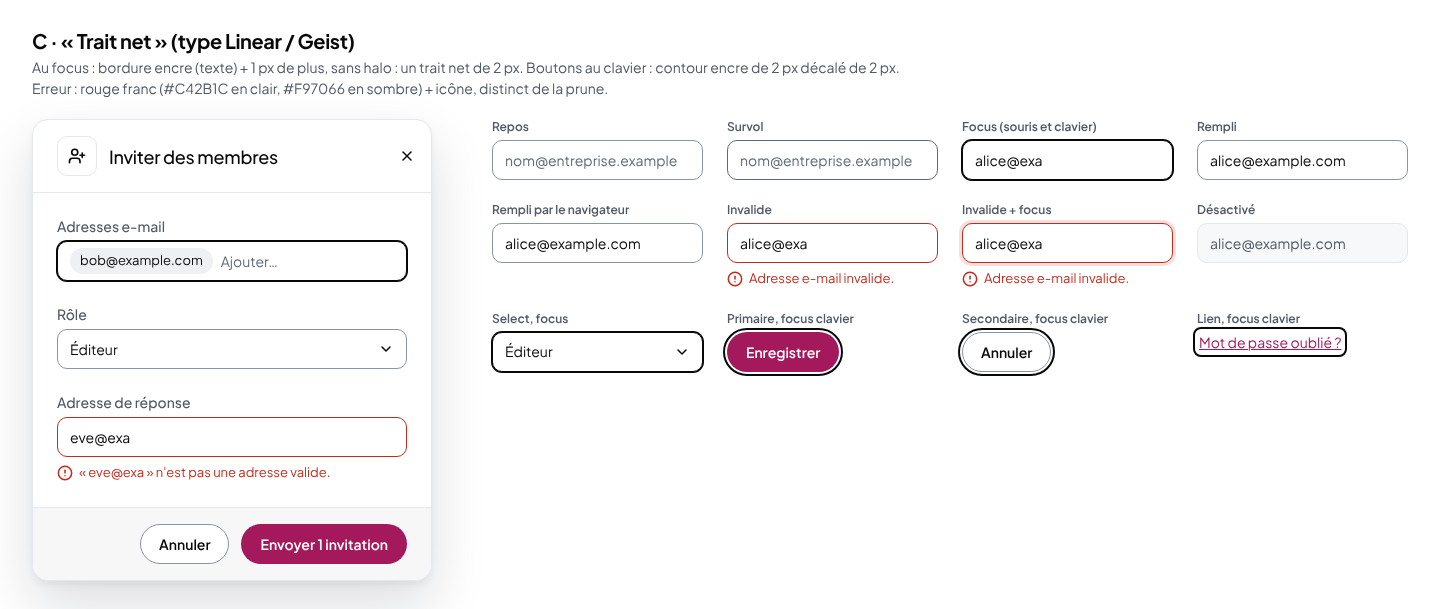 C · « Trait net » (type Linear / Geist)
Au focus : bordure encre (texte) + 1 px de plus, sans halo : un trait net de 2 px. Boutons au clavier : contour encre de 2 px décalé de 2 px.
Erreur : rouge franc (#C42B1C en clair, #F97066 en sombre) + icône, distinct de la prune.
Inviter des membres
Adresses e-mail
bob@example.com Ajouter…
Rôle
Éditeur
Adresse de réponse
eve@exa
« eve@exa » n'est pas une adresse valide.
Annuler Envoyer 1 invitation
Repos Survol Focus (souris et clavier) Rempli
nom@entreprise.example nom@entreprise.example alice@exa alice@example.com
Rempli par le navigateur Invalide Invalide + focus Désactivé
alice@example.com alice@exa alice@exa alice@example.com
Adresse e-mail invalide. Adresse e-mail invalide.
Select, focus Primaire, focus clavier Secondaire, focus clavier Lien, focus clavier
Éditeur Enregistrer Annuler Mot de passe oublié ?